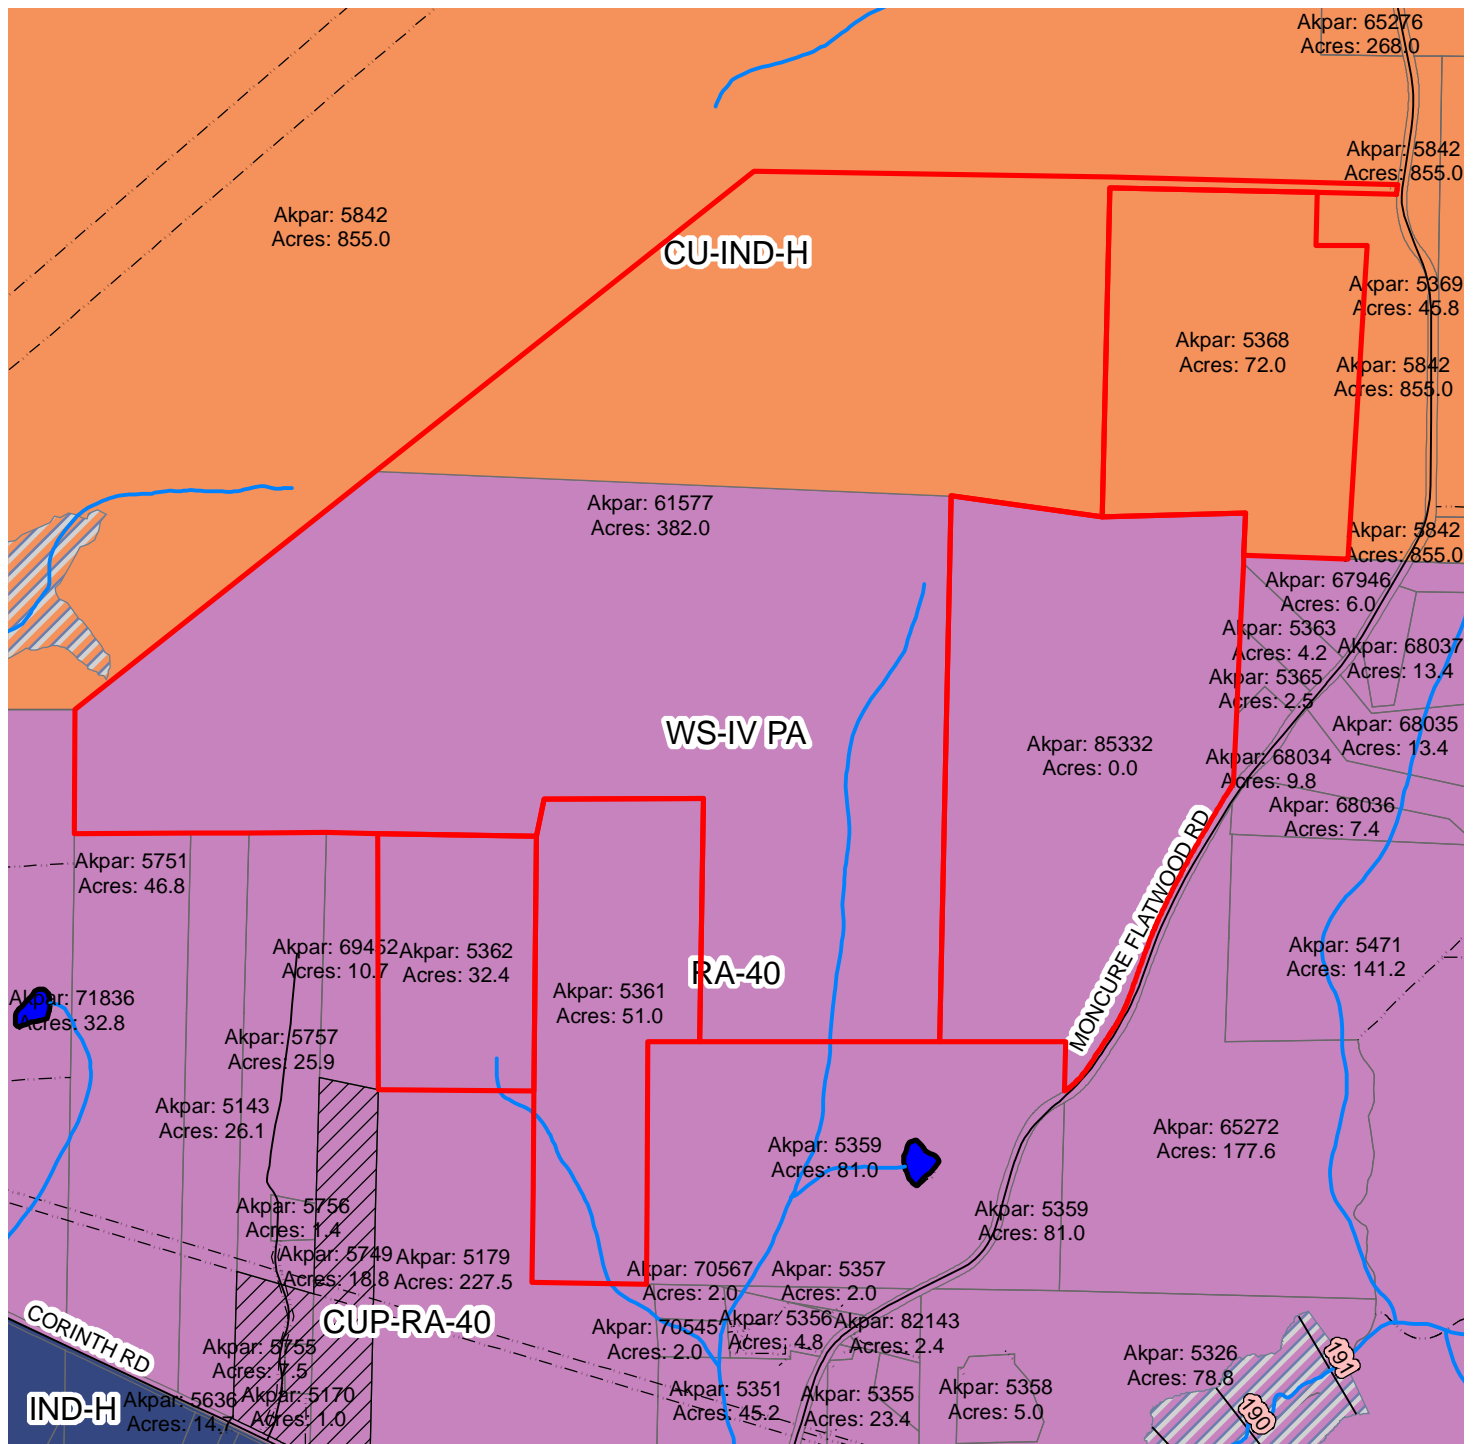 Akpar: 65276
Acres: 268.0
Akpar: 5842
Acres: 855.0
Akpar: 5842
Acres: 855.0
CU-IND-H
Akpar: 5369
Acres: 45.8
Akpar: 5368
Acres: 72.0
Akpar: 5842
Acres: 855.0
Akpar: 61577
Acres: 382.0
Akpar: 5842
Acres: 855.0
Akpar: 67946
Acres: 6.0
Akpar: 5363
Acres: 4.2
Akpar: 68037
Acres: 13.4
Akpar: 5365
Acres: 2.5
WS-IV PA
Akpar: 85332
Acres: 0.0
Akpar: 68035
Acres: 13.4
Akpar: 68034
Acres: 9.8
Akpar: 68036
Acres: 7.4
MONCURE FLATWOOD RD
Akpar: 5751
Acres: 46.8
Akpar: 69452
Acres: 10.7
Akpar: 5362
Acres: 32.4
RA-40
Akpar: 5471
Acres: 141.2
Akpar: 71836
Acres: 32.8
Akpar: 5361
Acres: 51.0
Akpar: 5757
Acres: 25.9
Akpar: 5143
Acres: 26.1
Akpar: 5359
Acres: 81.0
Akpar: 65272
Acres: 177.6
Akpar: 5756
Acres: 1.4
Akpar: 5359
Acres: 81.0
Akpar: 5749
Acres: 18.8
Akpar: 5179
Acres: 227.5
Akpar: 70567
Acres: 2.0
Akpar: 5357
Acres: 2.0
CUP-RA-40
Akpar: 70545
Acres: 2.0
Akpar: 5356
Acres: 4.8
Akpar: 82143
Acres: 2.4
CORINTH RD
Akpar: 5755
Acres: 7.5
Akpar: 5326
Acres: 78.8
191
190
IND-H
Akpar: 5636
Acres: 14.7
Akpar: 5170
Acres: 1.0
Akpar: 5351
Acres: 45.2
Akpar: 5355
Acres: 23.4
Akpar: 5358
Acres: 5.0